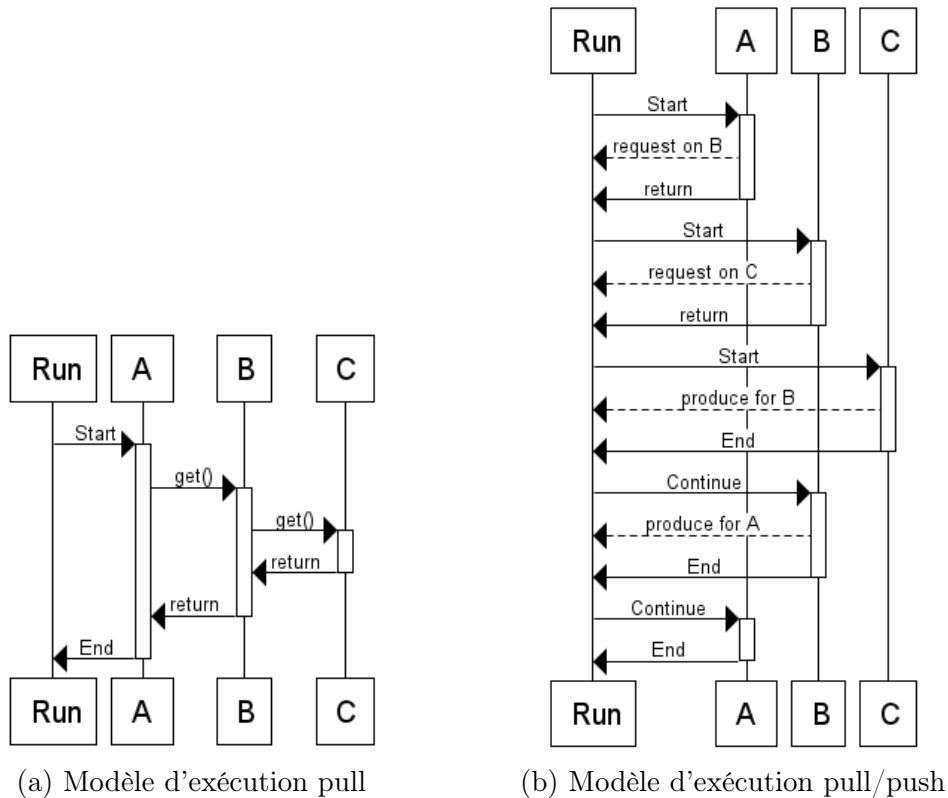 Run A B C
Start
get()
get()
return
return
End
Run A B C
(a) Modèle d'exécution pull
Run A B C
Start
request on B
return
Start
request on C
return
Start
produce for B
End
Continue
produce for A
End
Continue
End
Run A B C
(b) Modèle d'exécution pull/push